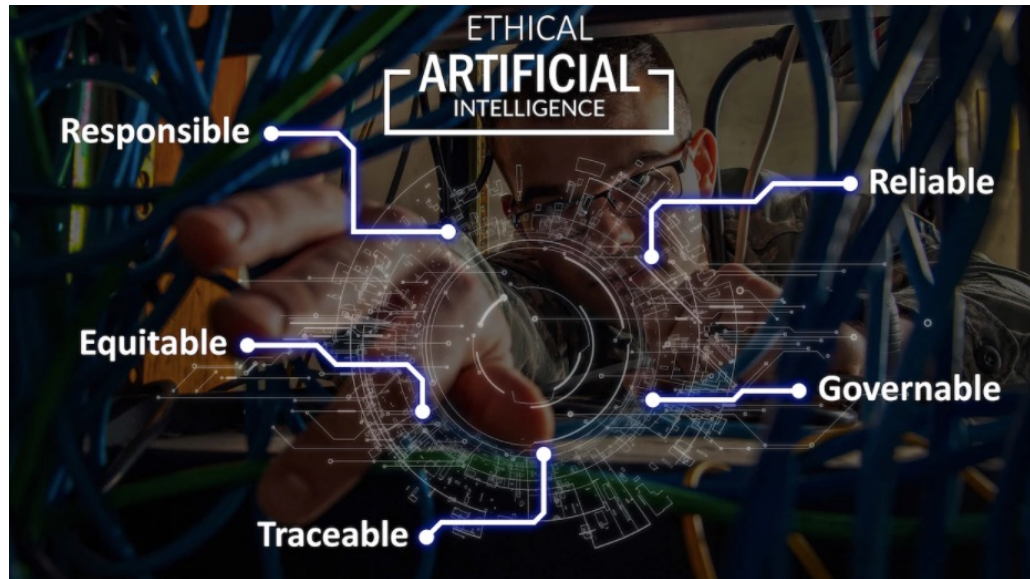 ETHICAL
ARTIFICIAL
INTELLIGENCE
Responsible
Reliable
Equitable
Governable
Traceable